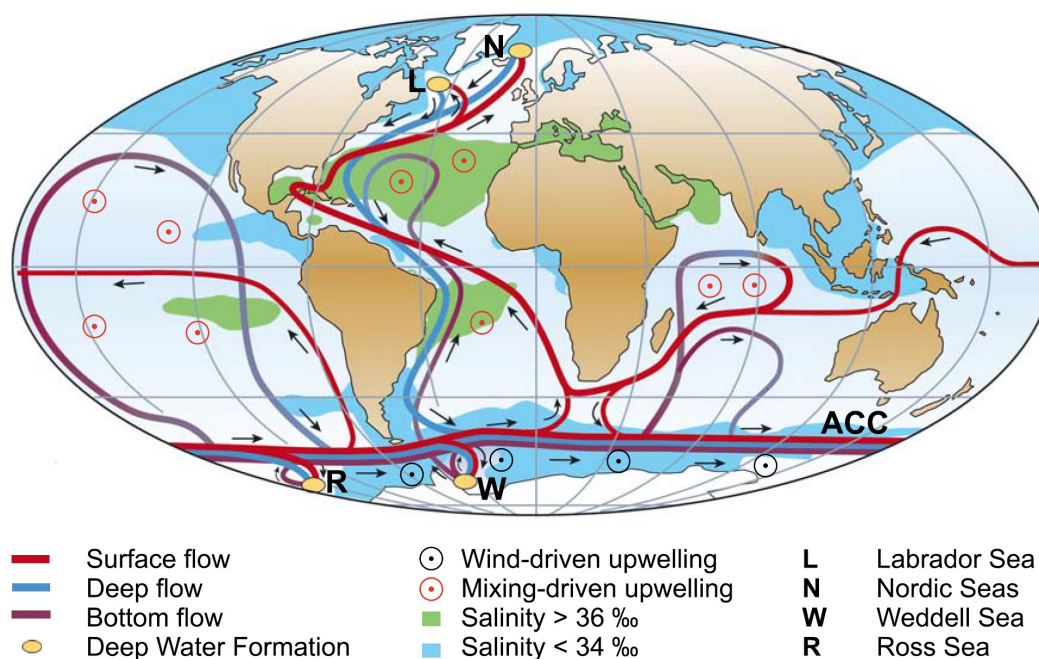 N
L
ACC
R
W
Surface flow
Deep flow
Bottom flow
Deep Water Formation
Wind-driven upwelling
Mixing-driven upwelling
Salinity > 36 ‰
Salinity < 34 ‰
L Labrador Sea
N Nordic Seas
W Weddell Sea
R Ross Sea